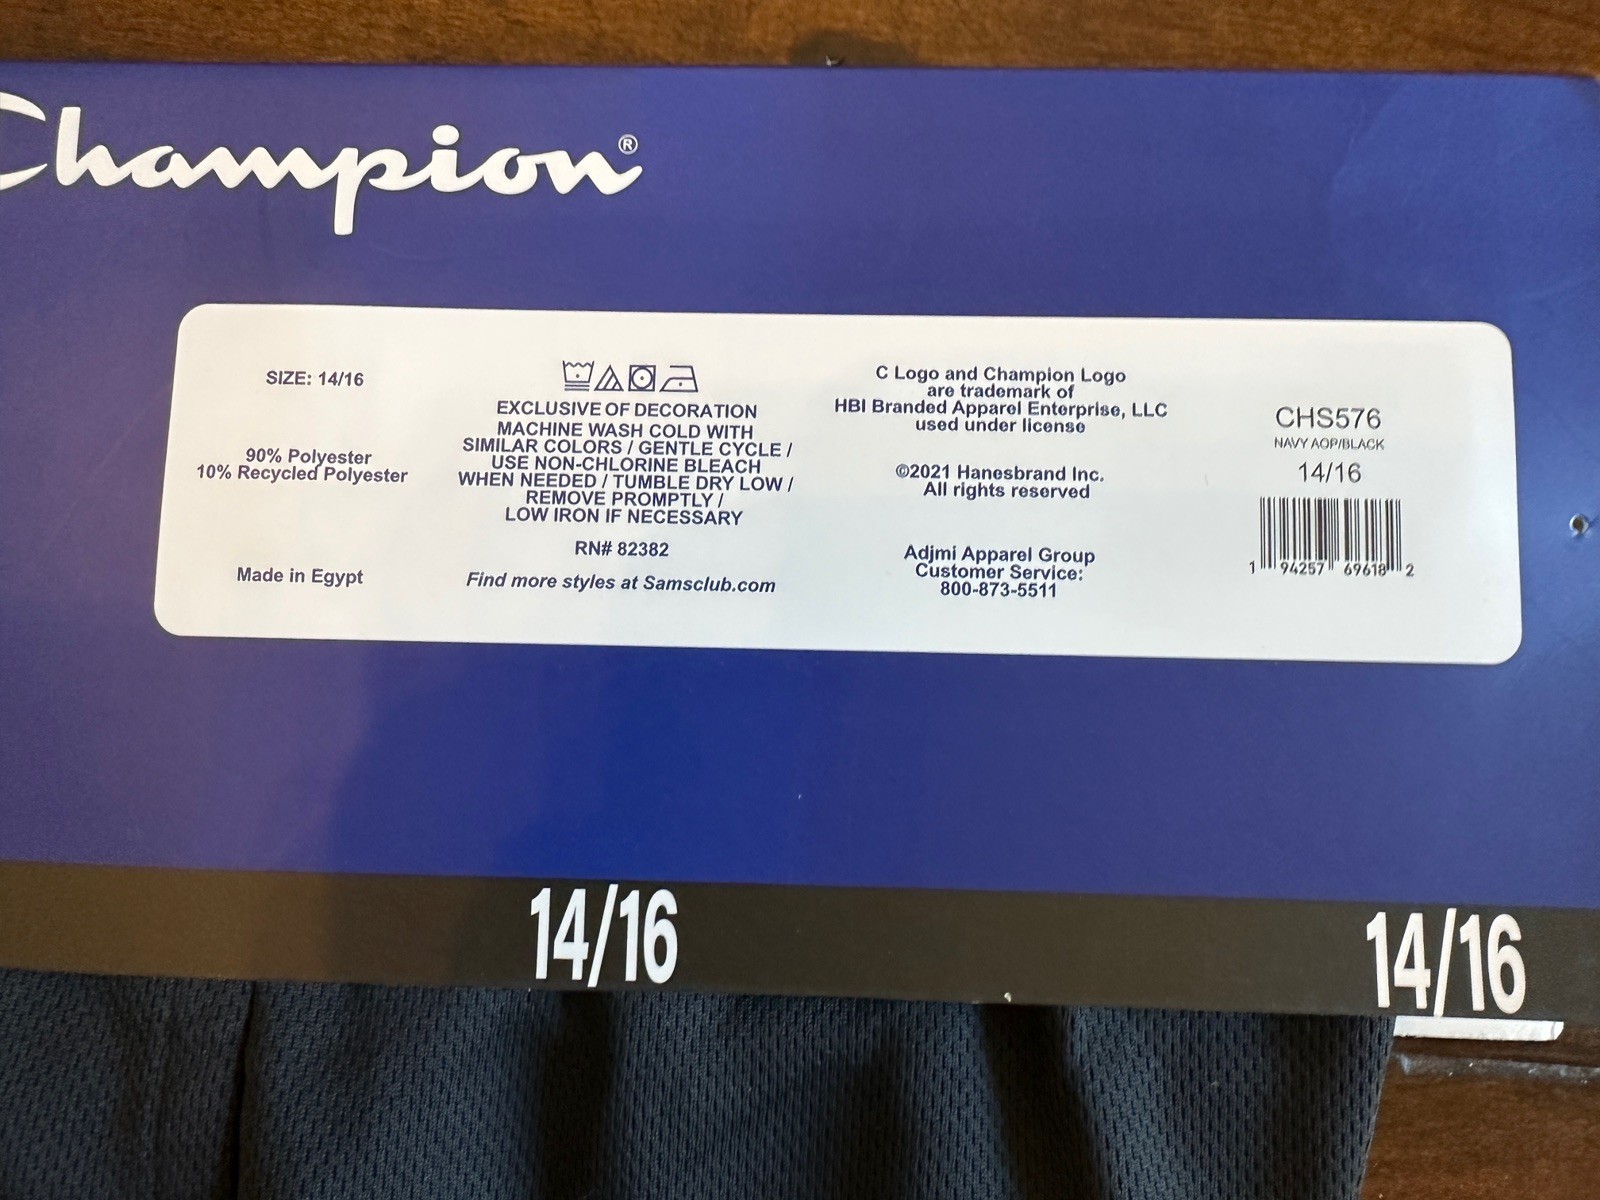 Champion®
SIZE: 14/16
90% Polyester
10% Recycled Polyester
Made in Egypt
EXCLUSIVE OF DECORATION
MACHINE WASH COLD WITH
SIMILAR COLORS / GENTLE CYCLE /
USE NON-CHLORINE BLEACH
WHEN NEEDED / TUMBLE DRY LOW /
REMOVE PROMPTLY /
LOW IRON IF NECESSARY
RN# 82382
Find more styles at Samsclub.com
C Logo and Champion Logo
are trademark of
HBI Branded Apparel Enterprise, LLC
used under license
©2021 Hanesbrand Inc.
All rights reserved
Adjmi Apparel Group
Customer Service:
800-873-5511
CHS576
NAVY AOP/BLACK
14/16
1 94257 69618 2
14/16
14/16